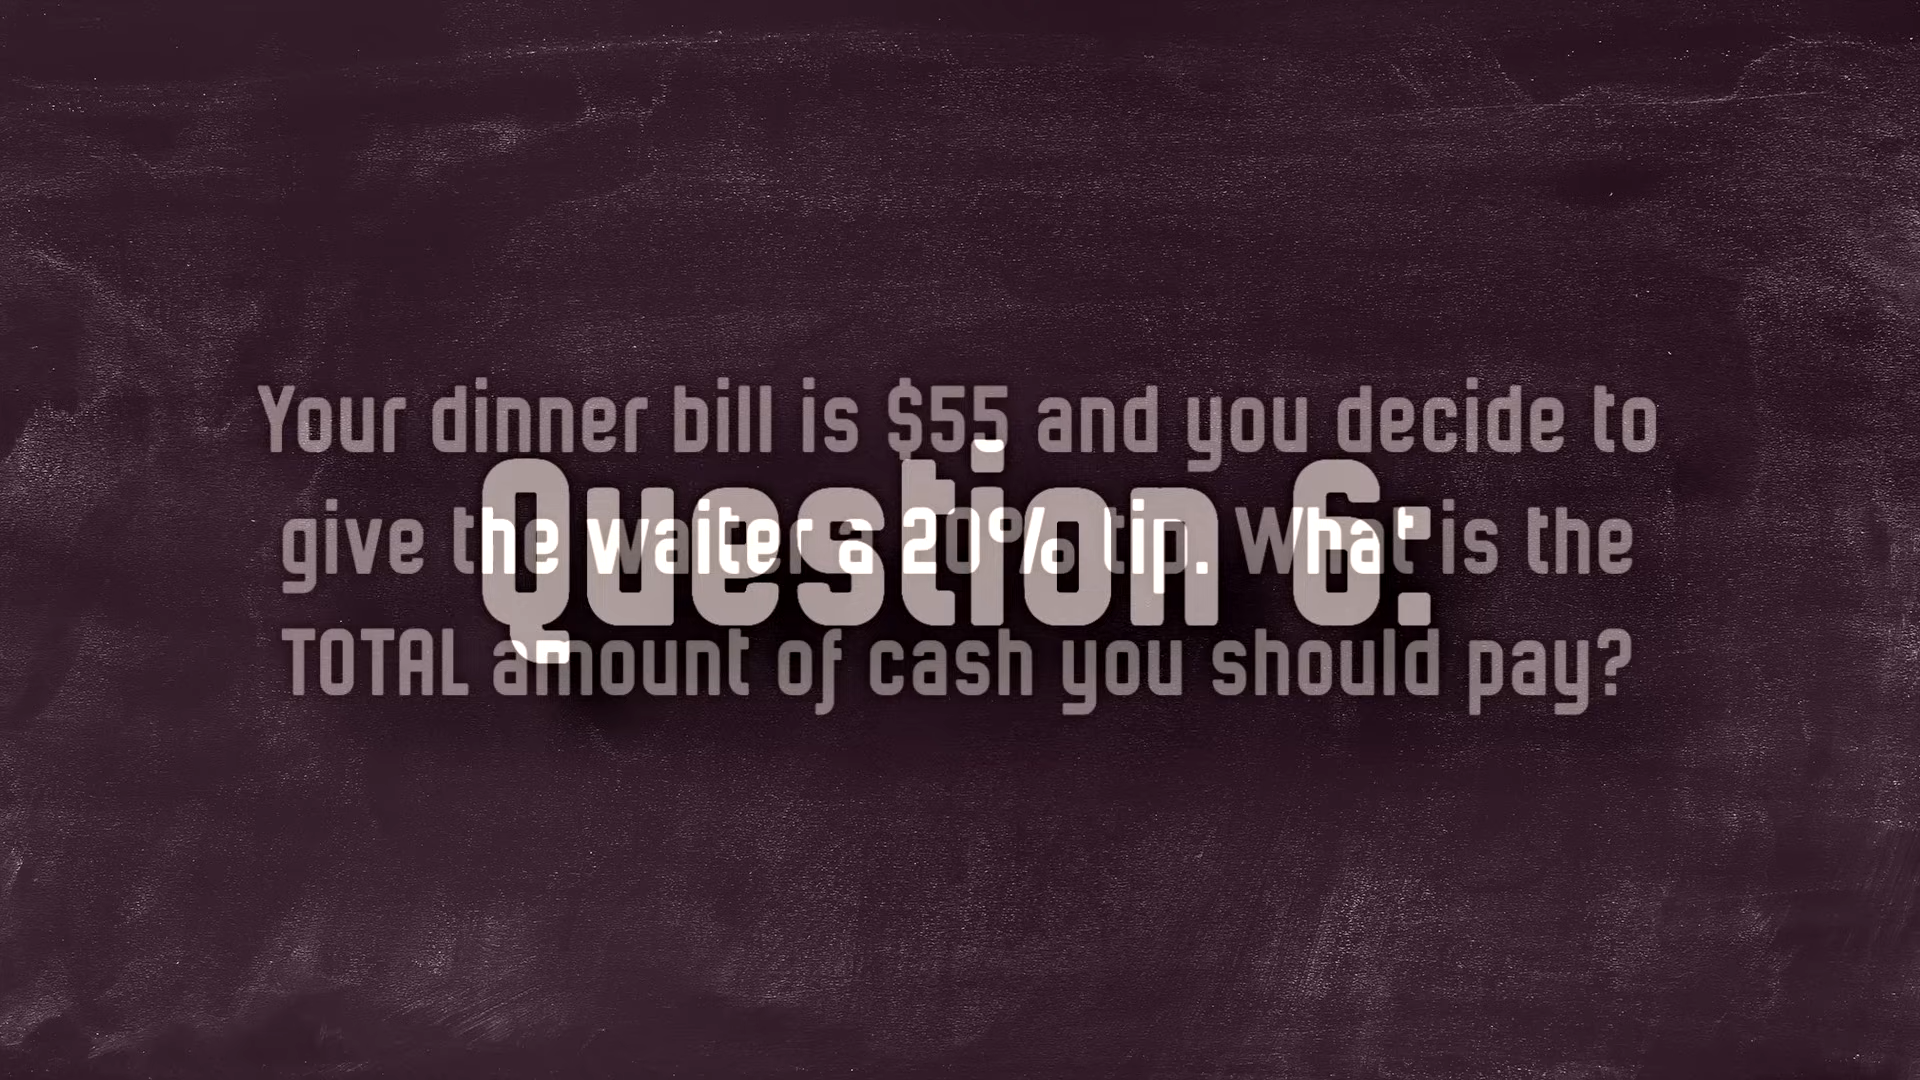 Your dinner bill is $55 and you decide to
Question 6:
give the waiter a 20% tip. What is the
TOTAL amount of cash you should pay?